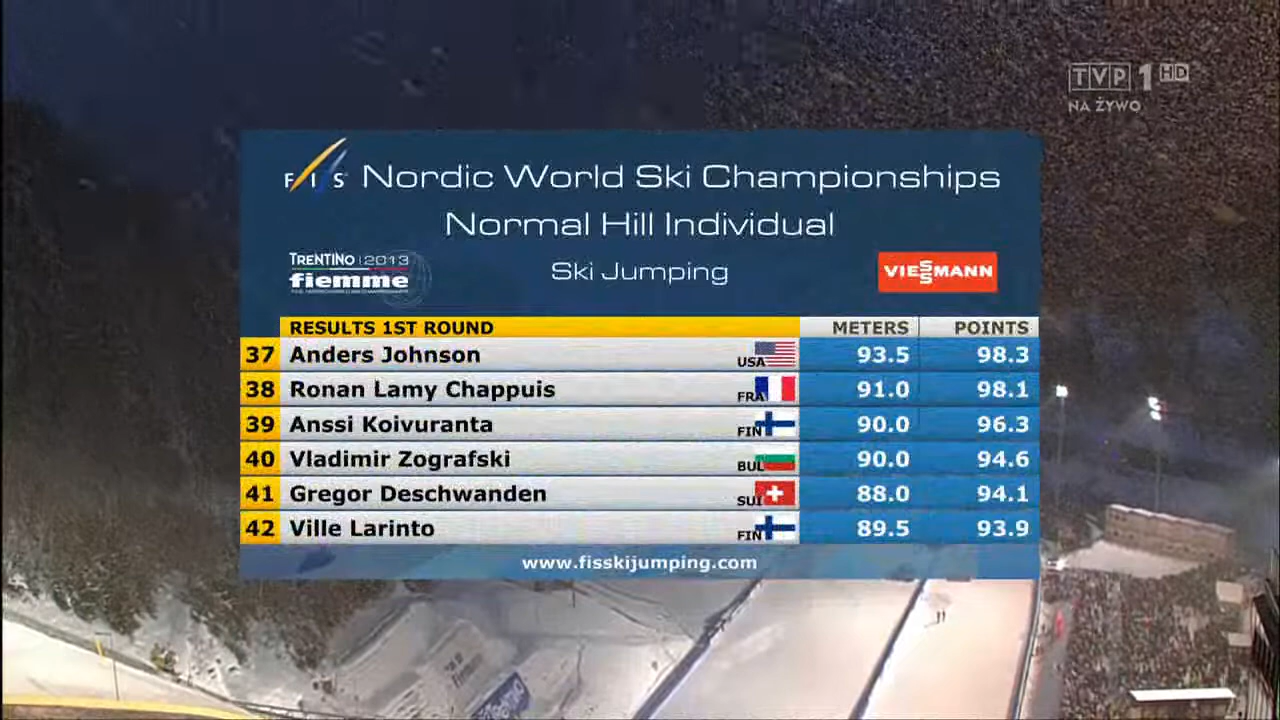 TVP 1 HD
NA ŻYWO
FIS Nordic World Ski Championships
Normal Hill Individual
TRENTINO 2013
fiemme
Ski Jumping
VIESSMANN
RESULTS 1ST ROUND METERS POINTS
37 Anders Johnson USA 93.5 98.3
38 Ronan Lamy Chappuis FRA 91.0 98.1
39 Anssi Koivuranta FIN 90.0 96.3
40 Vladimir Zografski BUL 90.0 94.6
41 Gregor Deschwanden SUI 88.0 94.1
42 Ville Larinto FIN 89.5 93.9
www.fisskijumping.com